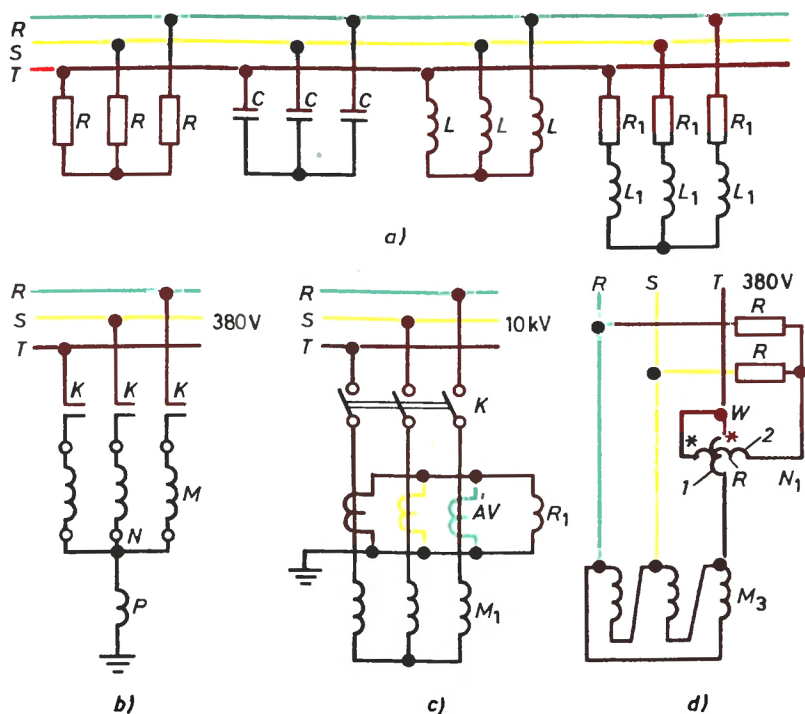 R
S
T
R R R C C C L L L R1 R1 R1
L1 L1 L1
a)
R
S 380V
T
K K K
M
N
P
b)
R
S 10kV
T
K
AV R1
M1
c)
R S T 380V
R
R
W
* * 2
1 R N1
M3
d)